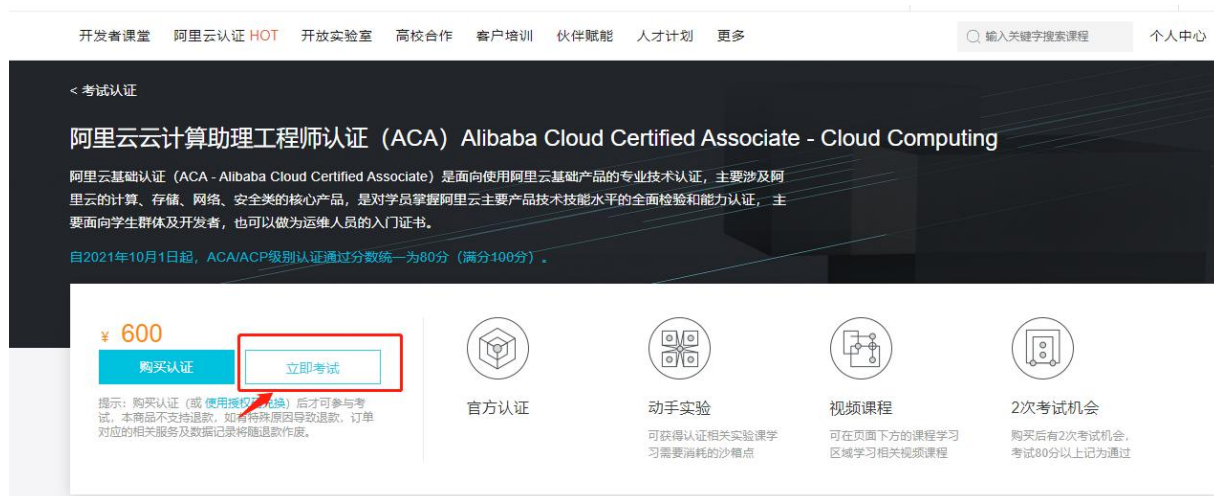 开发者课堂 阿里云认证 HOT 开放实验室 高校合作 客户培训 伙伴赋能 人才计划 更多 输入关键字搜索课程 个人中心
< 考试认证
阿里云云计算助理工程师认证（ACA）Alibaba Cloud Certified Associate - Cloud Computing
阿里云基础认证（ACA - Alibaba Cloud Certified Associate）是面向使用阿里云基础产品的专业技术认证，主要涉及阿
里云的计算、存储、网络、安全类的核心产品，是对学员掌握阿里云主要产品技术技能水平的全面检验和能力认证， 主
要面向学生群体及开发者，也可以做为运维人员的入门证书。
自2021年10月1日起，ACA/ACP级别认证通过分数统一为80分（满分100分）。
¥ 600
购买认证 立即考试
提示：购买认证（或 使用授权 兑换）后才可参与考
试，本商品不支持退款，如有特殊原因导致退款，订单
对应的相关服务及数据记录将随退款作废。
官方认证
动手实验
可获得认证相关实验课学
习需要消耗的沙箱点
视频课程
可在页面下方的课程学习
区域学习相关视频课程
2次考试机会
购买后有2次考试机会，
考试80分以上记为通过